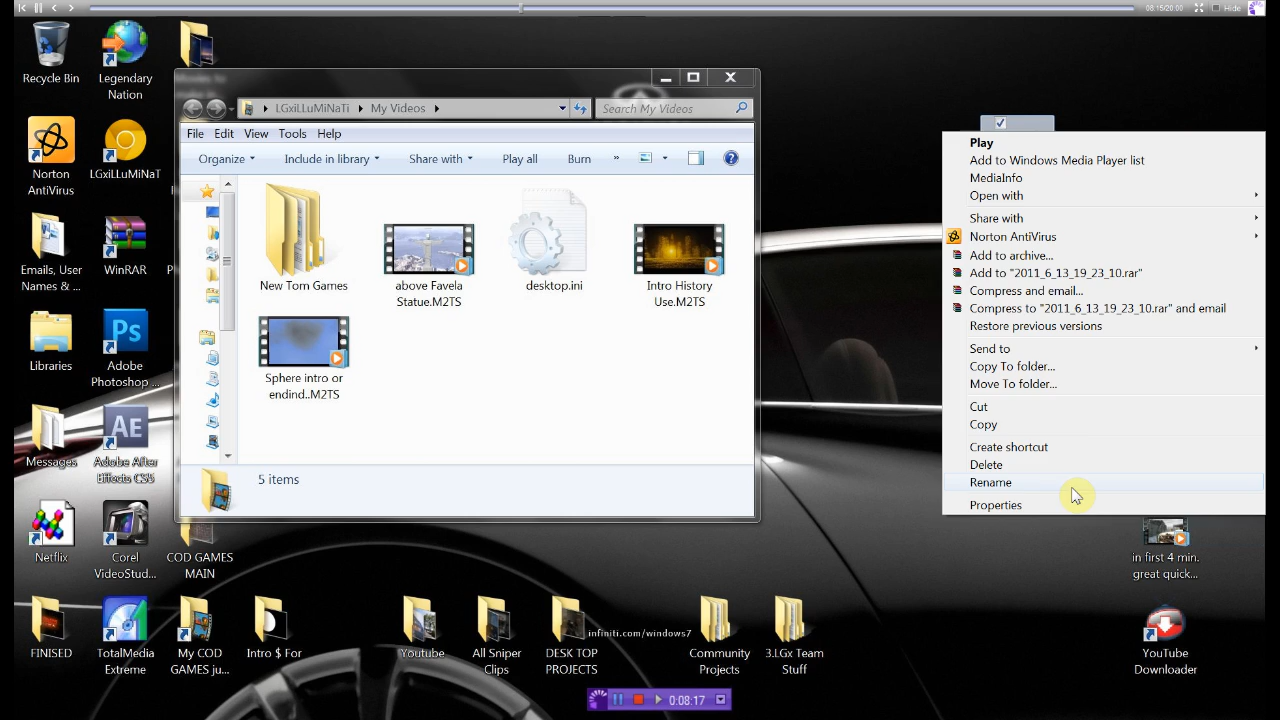 08:15/20:00
Hide
Recycle Bin
Legendary
Nation
Norton
AntiVirus
LGxiLLuMiNaT
Emails, User
Names & ...
WinRAR
Libraries
Adobe
Photoshop ...
Messages
Adobe After
Effects CS5
Netflix
Corel
VideoStud...
COD GAMES
MAIN
FINISED
TotalMedia
Extreme
My COD
GAMES ju...
Intro $ For
Youtube
All Sniper
Clips
DESK TOP
PROJECTS
infiniti.com/windows7
Community
Projects
3.LGx Team
Stuff
in first 4 min.
great quick...
YouTube
Downloader
LGxiLLuMiNaTi
My Videos
Search My Videos
File Edit View Tools Help
Organize Include in library Share with Play all Burn »
New Tom Games
above Favela
Statue.M2TS
desktop.ini
Intro History
Use.M2TS
Sphere intro or
endind..M2TS
5 items
Play
Add to Windows Media Player list
MediaInfo
Open with
Share with
Norton AntiVirus
Add to archive...
Add to "2011_6_13_19_23_10.rar"
Compress and email...
Compress to "2011_6_13_19_23_10.rar" and email
Restore previous versions
Send to
Copy To folder...
Move To folder...
Cut
Copy
Create shortcut
Delete
Rename
Properties
0:08:17